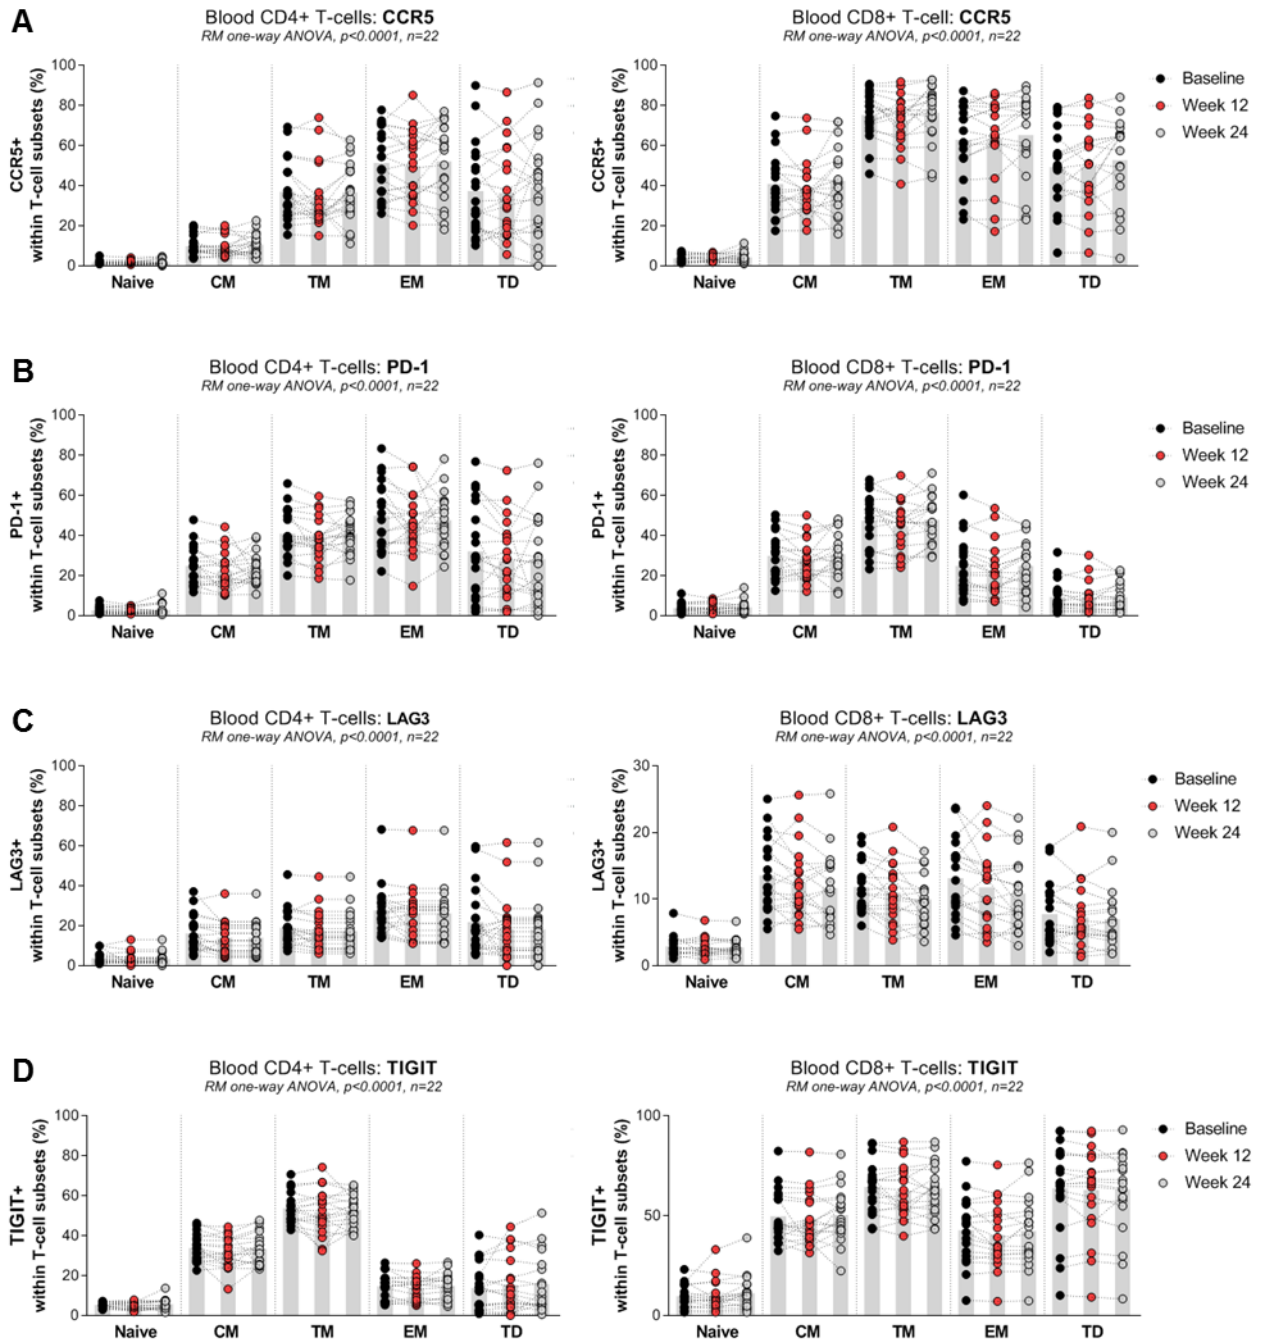 A
Blood CD4+ T-cells: CCR5
RM one-way ANOVA, p<0.0001, n=22
CCR5+
within T-cell subsets (%)
100
80
60
40
20
0
Naive CM TM EM TD
Blood CD8+ T-cells: CCR5
RM one-way ANOVA, p<0.0001, n=22
CCR5+
within T-cell subsets (%)
100
80
60
40
20
0
Naive CM TM EM TD
Baseline
Week 12
Week 24
B
Blood CD4+ T-cells: PD-1
RM one-way ANOVA, p<0.0001, n=22
PD-1+
within T-cell subsets (%)
100
80
60
40
20
0
Naive CM TM EM TD
Blood CD8+ T-cells: PD-1
RM one-way ANOVA, p<0.0001, n=22
PD-1+
within T-cell subsets (%)
100
80
60
40
20
0
Naive CM TM EM TD
Baseline
Week 12
Week 24
C
Blood CD4+ T-cells: LAG3
RM one-way ANOVA, p<0.0001, n=22
LAG3+
within T-cell subsets (%)
100
80
60
40
20
0
Naive CM TM EM TD
Blood CD8+ T-cells: LAG3
RM one-way ANOVA, p<0.0001, n=22
LAG3+
within T-cell subsets (%)
30
20
10
0
Naive CM TM EM TD
Baseline
Week 12
Week 24
D
Blood CD4+ T-cells: TIGIT
RM one-way ANOVA, p<0.0001, n=22
TIGIT+
within T-cell subsets (%)
100
80
60
40
20
0
Naive CM TM EM TD
Blood CD8+ T-cells: TIGIT
RM one-way ANOVA, p<0.0001, n=22
TIGIT+
within T-cell subsets (%)
100
50
0
Naive CM TM EM TD
Baseline
Week 12
Week 24